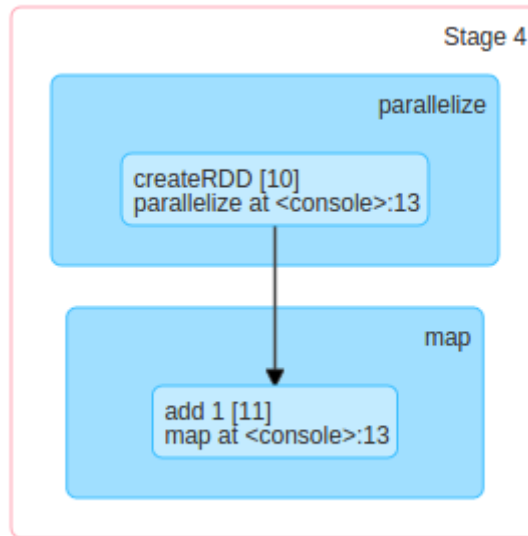 Stage 4
parallelize
createRDD [10]
parallelize at <console>:13
map
add 1 [11]
map at <console>:13